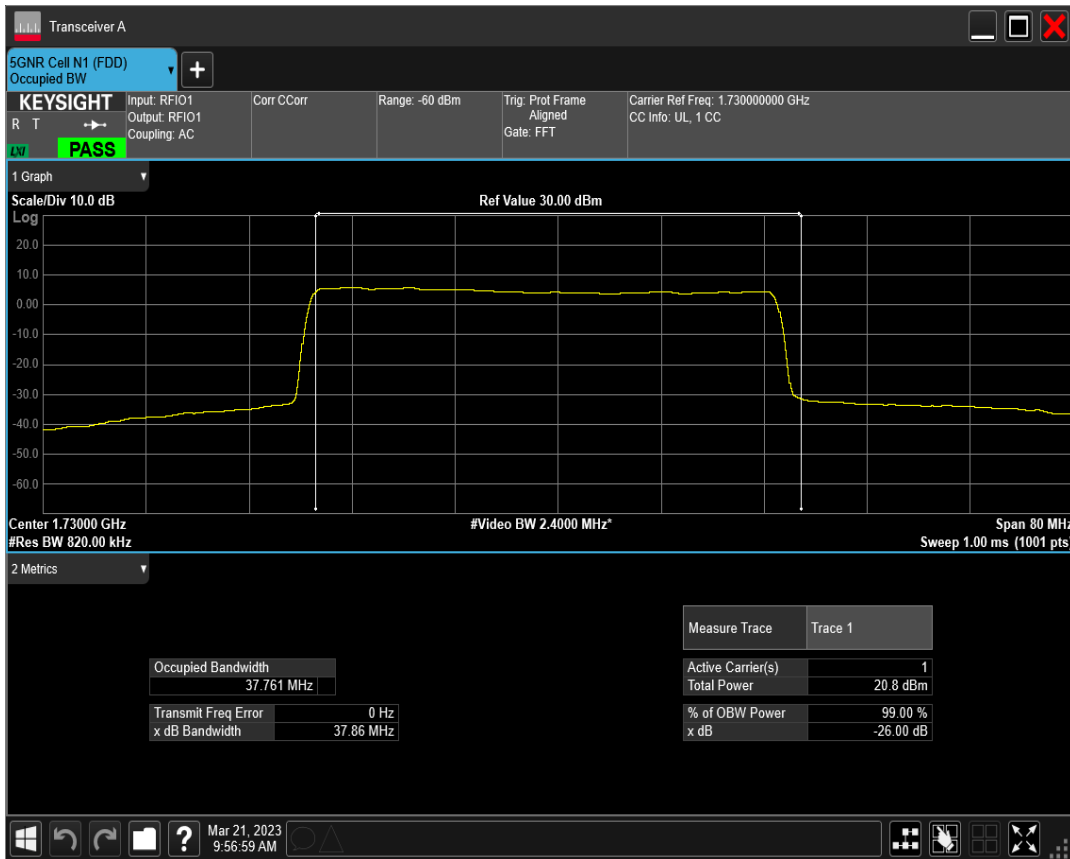 Transceiver A
5GNR Cell N1 (FDD)
Occupied BW
+
KEYSIGHT
R T
LXI
PASS
Input: RFIO1
Output: RFIO1
Coupling: AC
Corr CCorr
Range: -60 dBm
Trig: Prot Frame
Aligned
Gate: FFT
Carrier Ref Freq: 1.730000000 GHz
CC Info: UL, 1 CC
1 Graph
Scale/Div 10.0 dB
Ref Value 30.00 dBm
Log
20.0
10.0
0.00
-10.0
-20.0
-30.0
-40.0
-50.0
-60.0
Center 1.73000 GHz
#Video BW 2.4000 MHz*
Span 80 MHz
#Res BW 820.00 kHz
Sweep 1.00 ms (1001 pts)
2 Metrics
Measure Trace Trace 1
Occupied Bandwidth
37.761 MHz
Active Carrier(s) 1
Total Power 20.8 dBm
Transmit Freq Error 0 Hz
x dB Bandwidth 37.86 MHz
% of OBW Power 99.00 %
x dB -26.00 dB
?
Mar 21, 2023
9:56:59 AM